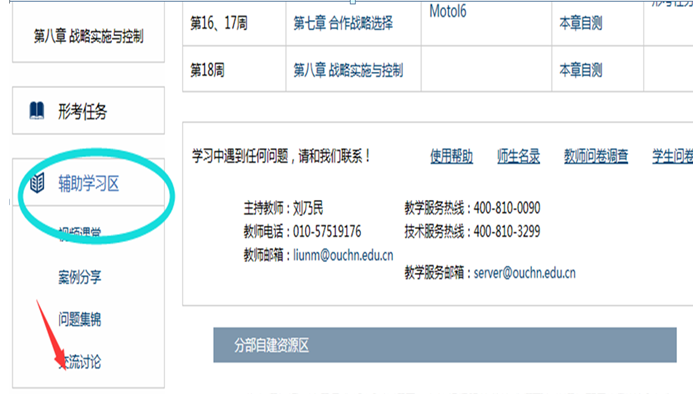 第八章 战略实施与控制
形考任务
辅助学习区
视频课堂
案例分享
问题集锦
交流讨论
第16、17周 第七章 合作战略选择 Motol6 本章自测
第18周 第八章 战略实施与控制 本章自测
学习中遇到任何问题，请和我们联系！ 使用帮助 师生名录 教师问卷调查 学生问卷
主持教师：刘乃民 教学服务热线：400-810-0090
教师电话：010-57519176 技术服务热线：400-810-3299
教师邮箱：liunm@ouchn.edu.cn
教学服务邮箱：server@ouchn.edu.cn
分部自建资源区